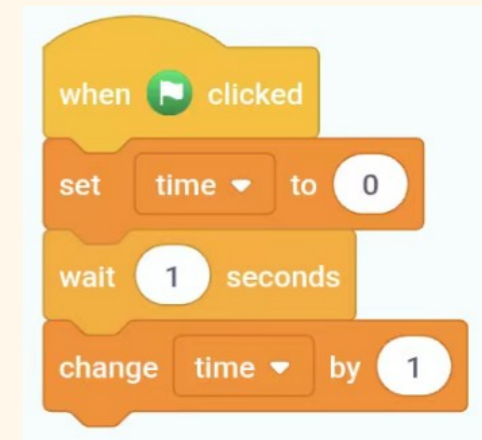 when clicked
set time to 0
wait 1 seconds
change time by 1